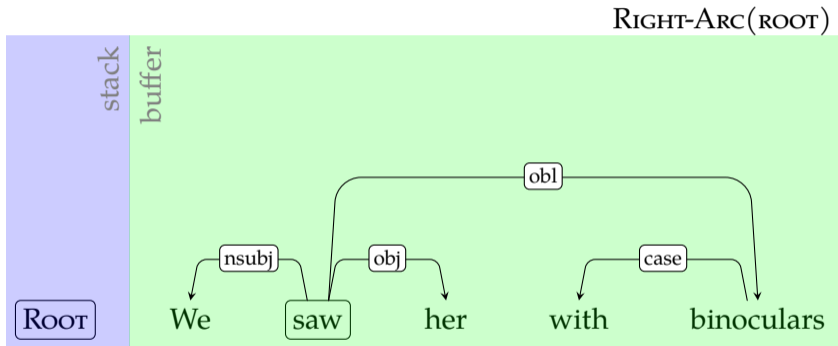 RIGHT-ARC(ROOT)
stack
buffer
obl
nsubj obj case
ROOT We saw her with binoculars